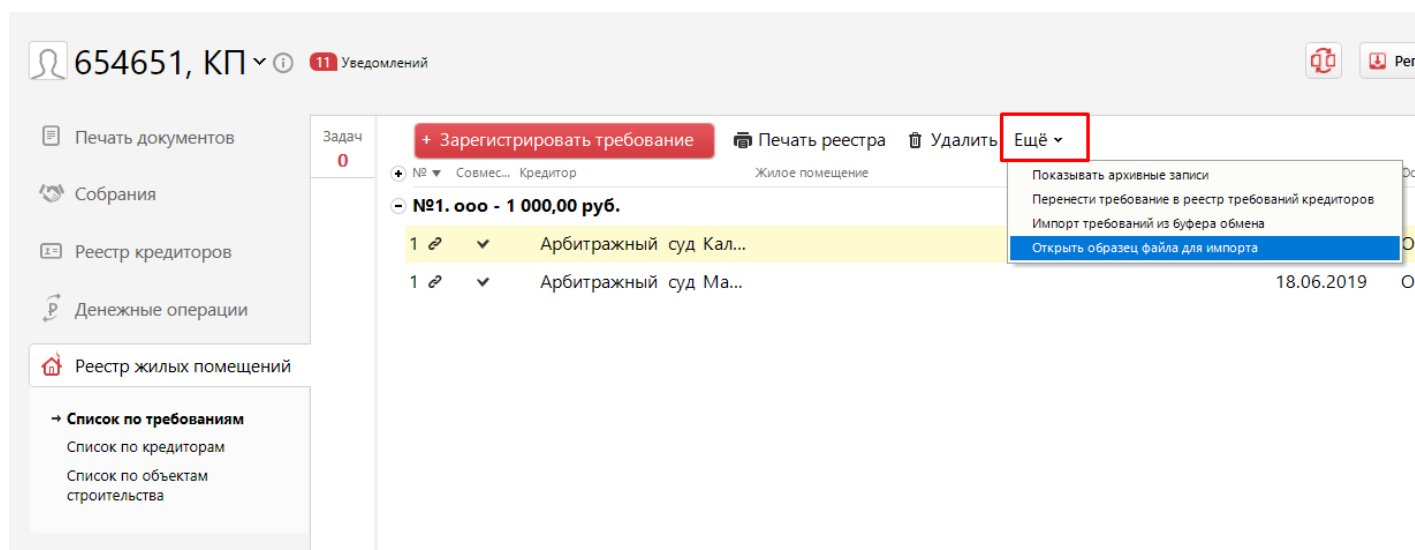 654651, КП
11 Уведомлений
Рег
Печать документов
Собрания
Реестр кредиторов
Денежные операции
Реестр жилых помещений
→ Список по требованиям
Список по кредиторам
Список по объектам
строительства
Задач
0
+ Зарегистрировать требование
Печать реестра
Удалить
Ещё
Показывать архивные записи
Перенести требование в реестр требований кредиторов
Импорт требований из буфера обмена
Открыть образец файла для импорта
№ Совмес... Кредитор Жилое помещение
№1. ооо - 1 000,00 руб.
1 Арбитражный суд Кал...
1 Арбитражный суд Ма... 18.06.2019 О